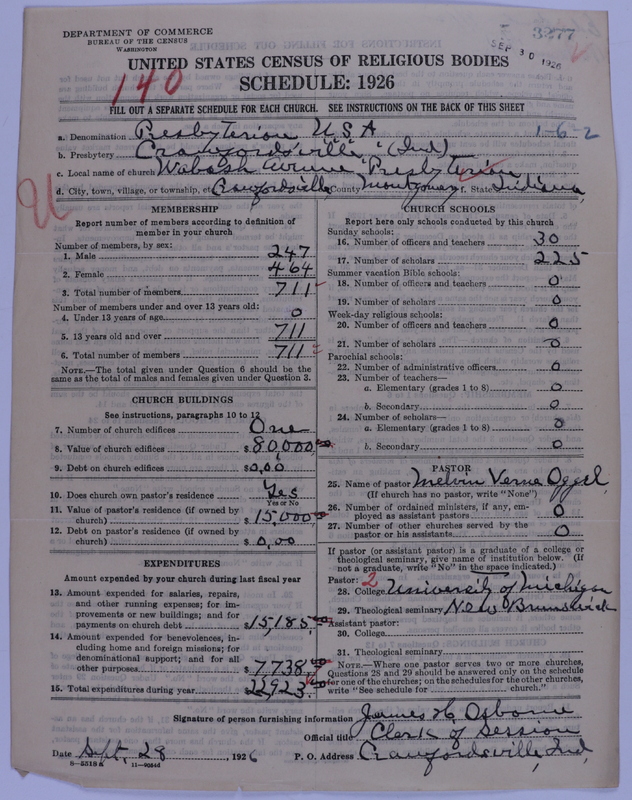 DEPARTMENT OF COMMERCE
BUREAU OF THE CENSUS
WASHINGTON
3277
SEP 30 1926
UNITED STATES CENSUS OF RELIGIOUS BODIES
SCHEDULE: 1926
140
FILL OUT A SEPARATE SCHEDULE FOR EACH CHURCH. SEE INSTRUCTIONS ON THE BACK OF THIS SHEET
a. Denomination Presbyterian U.S.A 1-6-2
b. Presbytery Crawfordsville (Ind)
c. Local name of church Wabash Avenue Presbyterian
d. City, town, village, or township, etc. Crawfordsville e. County Montgomery f. State Indiana
U
MEMBERSHIP
Report number of members according to definition of
member in your church
Number of members, by sex:
1. Male 247
2. Female 464
3. Total number of members 711
Number of members under and over 13 years old:
4. Under 13 years of age 0
5. 13 years old and over 711
6. Total number of members 711
NOTE.—The total given under Question 6 should be
same as the total of males and females given under Question 3.
CHURCH BUILDINGS
See instructions, paragraphs 10 to 12
7. Number of church edifices One
8. Value of church edifices $80,000.00
9. Debt on church edifices $0,00
10. Does church own pastor's residence Yes
Yes or No
11. Value of pastor's residence (if owned by
church) $15,000.00
12. Debt on pastor's residence (if owned by
church) $0,00
EXPENDITURES
Amount expended by your church during last fiscal year
13. Amount expended for salaries, repairs,
and other running expenses; for im-
provements or new buildings; and for
payments on church debt $15,185.
14. Amount expended for benevolences, in-
cluding home and foreign missions; for
denominational support; and for all
other purposes $7738.
15. Total expenditures during year 22923.
CHURCH SCHOOLS
Report here only schools conducted by this church
Sunday schools:
16. Number of officers and teachers 30
17. Number of scholars 225
Summer vacation Bible schools:
18. Number of officers and teachers 0
19. Number of scholars 0
Week-day religious schools:
20. Number of officers and teachers 0
21. Number of scholars 0
Parochial schools:
22. Number of administrative officers 0
23. Number of teachers—
a. Elementary (grades 1 to 8) 0
b. Secondary 0
24. Number of scholars—
a. Elementary (grades 1 to 8) 0
b. Secondary 0
PASTOR
25. Name of pastor Melvin Verne Oggel
(If church has no pastor, write "None")
26. Number of ordained ministers, if any, em-
ployed as assistant pastors 0
27. Number of other churches served by the
pastor or his assistants 0
If pastor (or assistant pastor) is a graduate of a college or
theological seminary, give name of institution below. (If
not a graduate, write "No" in the space indicated.)
Pastor: 2
28. College University of Michigan
29. Theological seminary New Brunswick
Assistant pastor:
30. College
31. Theological seminary
NOTE.—Where one pastor serves two or more churches,
Questions 28 and 29 should be answered only on the schedule
for one of the churches; on the schedules for the other churches,
write "See schedule for church."
Signature of person furnishing information James H Osborne
Official title Clerk of Session
Date Sept. 28, 1926 P. O. Address Crawfordsville, Ind,
8-5518a 11-9064d